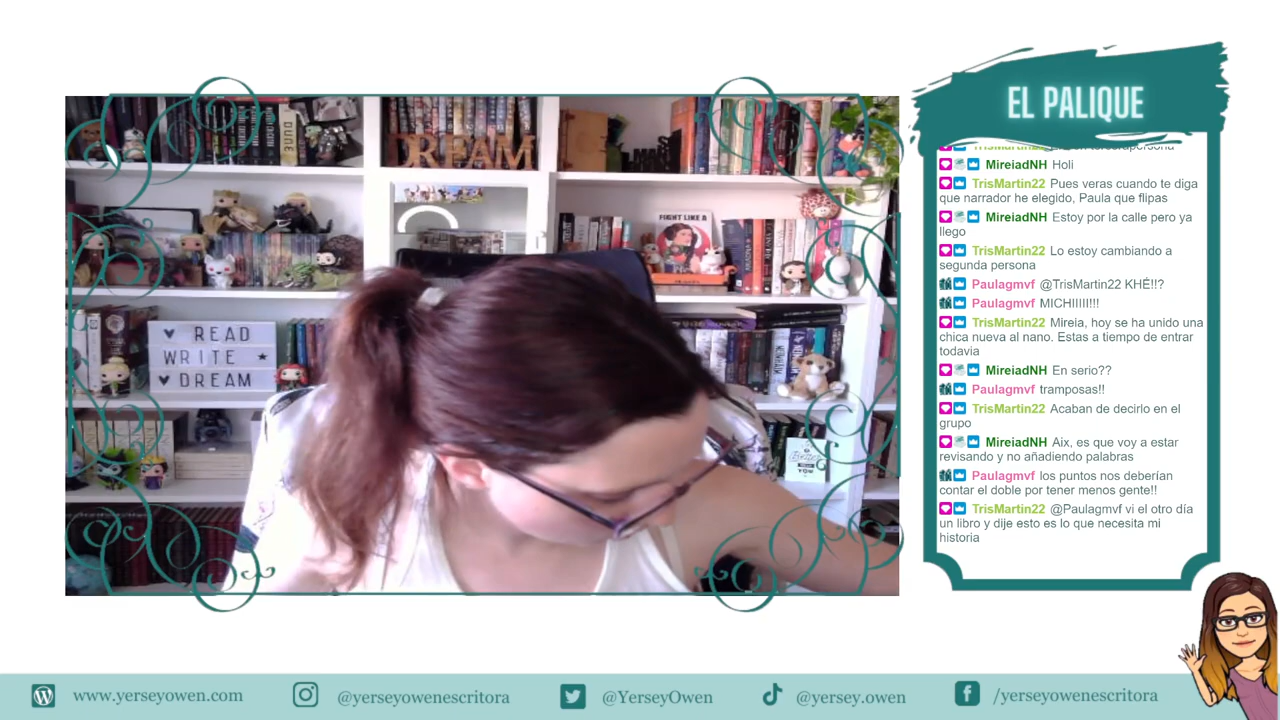 EL PALIQUE
MireiadNH Holi
TrisMartin22 Pues veras cuando te diga
que narrador he elegido, Paula que flipas
MireiadNH Estoy por la calle pero ya
llego
TrisMartin22 Lo estoy cambiando a
segunda persona
Paulagmvf @TrisMartin22 KHÉ!!?
Paulagmvf MICHIIIII!!!
TrisMartin22 Mireia, hoy se ha unido una
chica nueva al nano. Estas a tiempo de entrar
todavia
MireiadNH En serio??
Paulagmvf tramposas!!
TrisMartin22 Acaban de decirlo en el
grupo
MireiadNH Aix, es que voy a estar
revisando y no añadiendo palabras
Paulagmvf los puntos nos deberían
contar el doble por tener menos gente!!
TrisMartin22 @Paulagmvf vi el otro día
un libro y dije esto es lo que necesita mi
historia
DUNE
DREAM
FIGHT LIKE A
READ
WRITE
DREAM
www.yerseyowen.com
@yerseyowenescritora
@YerseyOwen
@yersey.owen
/yerseyowenescritora